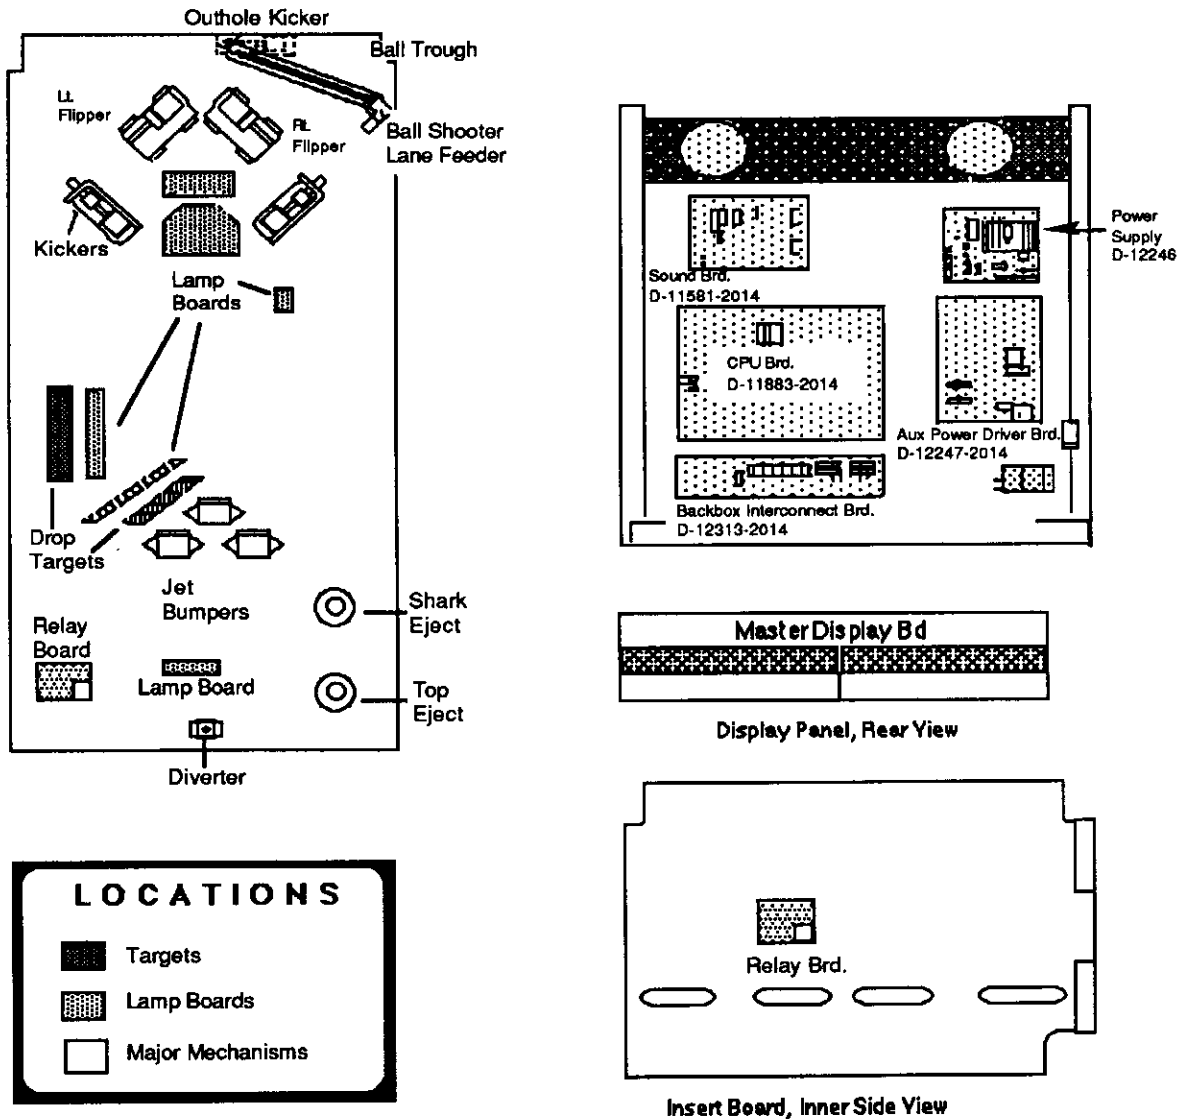 Outhole Kicker
Ball Trough
LL
Flipper
RL
Flipper
Ball Shooter
Lane Feeder
Kickers
Lamp
Boards
Drop
Targets
Jet
Bumpers
Shark
Eject
Relay
Board
Lamp Board
Top
Eject
Diverter
LOCATIONS
Targets
Lamp Boards
Major Mechanisms
Power
Supply
D-12246
Sound Brd.
D-11581-2014
CPU Brd.
D-11883-2014
Aux Power Driver Brd.
D-12247-2014
Backbox Interconnect Brd.
D-12313-2014
Master Display Bd
Display Panel, Rear View
Relay Brd.
Insert Board, Inner Side View